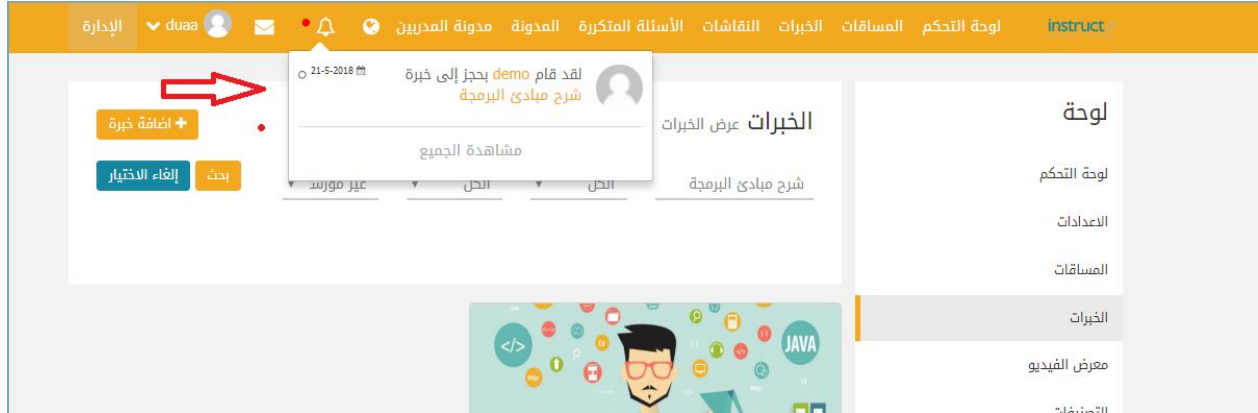 instruct
لوحة التحكم
المساقات
الخبرات
النقاشات
الأسئلة المتكررة
المدونة
مدونة المدربين
duaa
الإدارة
لقد قام demo بحجز إلى خبرة
شرح مبادئ البرمجة
21-5-2018
مشاهدة الجميع
لوحة
لوحة التحكم
الاعدادات
المساقات
الخبرات
معرض الفيديو
الخبرات عرض الخبرات
+ اضافة خبرة
شرح مبادئ البرمجة
الكل
الكل
غير مؤرشف
بحث
إلغاء الاختيار
</>
JAVA